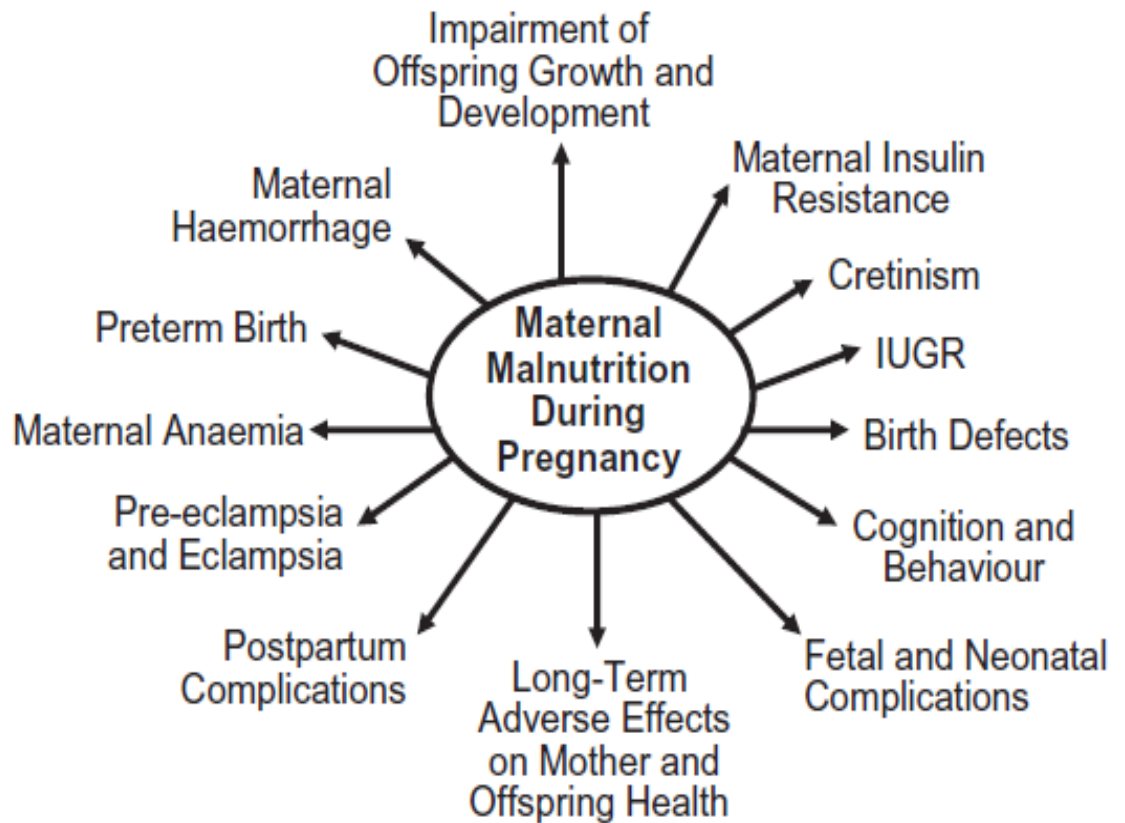 Impairment of
Offspring Growth and
Development
Maternal Insulin
Resistance
Maternal
Haemorrhage
Cretinism
Preterm Birth
IUGR
Maternal
Malnutrition
During
Pregnancy
Maternal Anaemia
Birth Defects
Pre-eclampsia
and Eclampsia
Cognition and
Behaviour
Postpartum
Complications
Long-Term
Adverse Effects
on Mother and
Offspring Health
Fetal and Neonatal
Complications